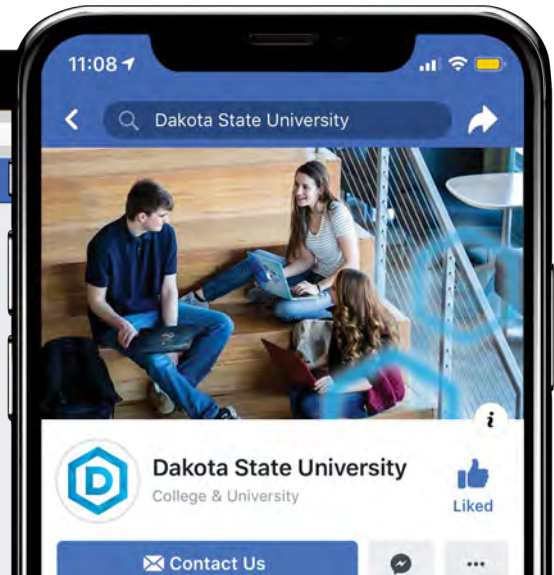 11:08
Dakota State University
i
D
Dakota State University
College & University
Liked
Contact Us